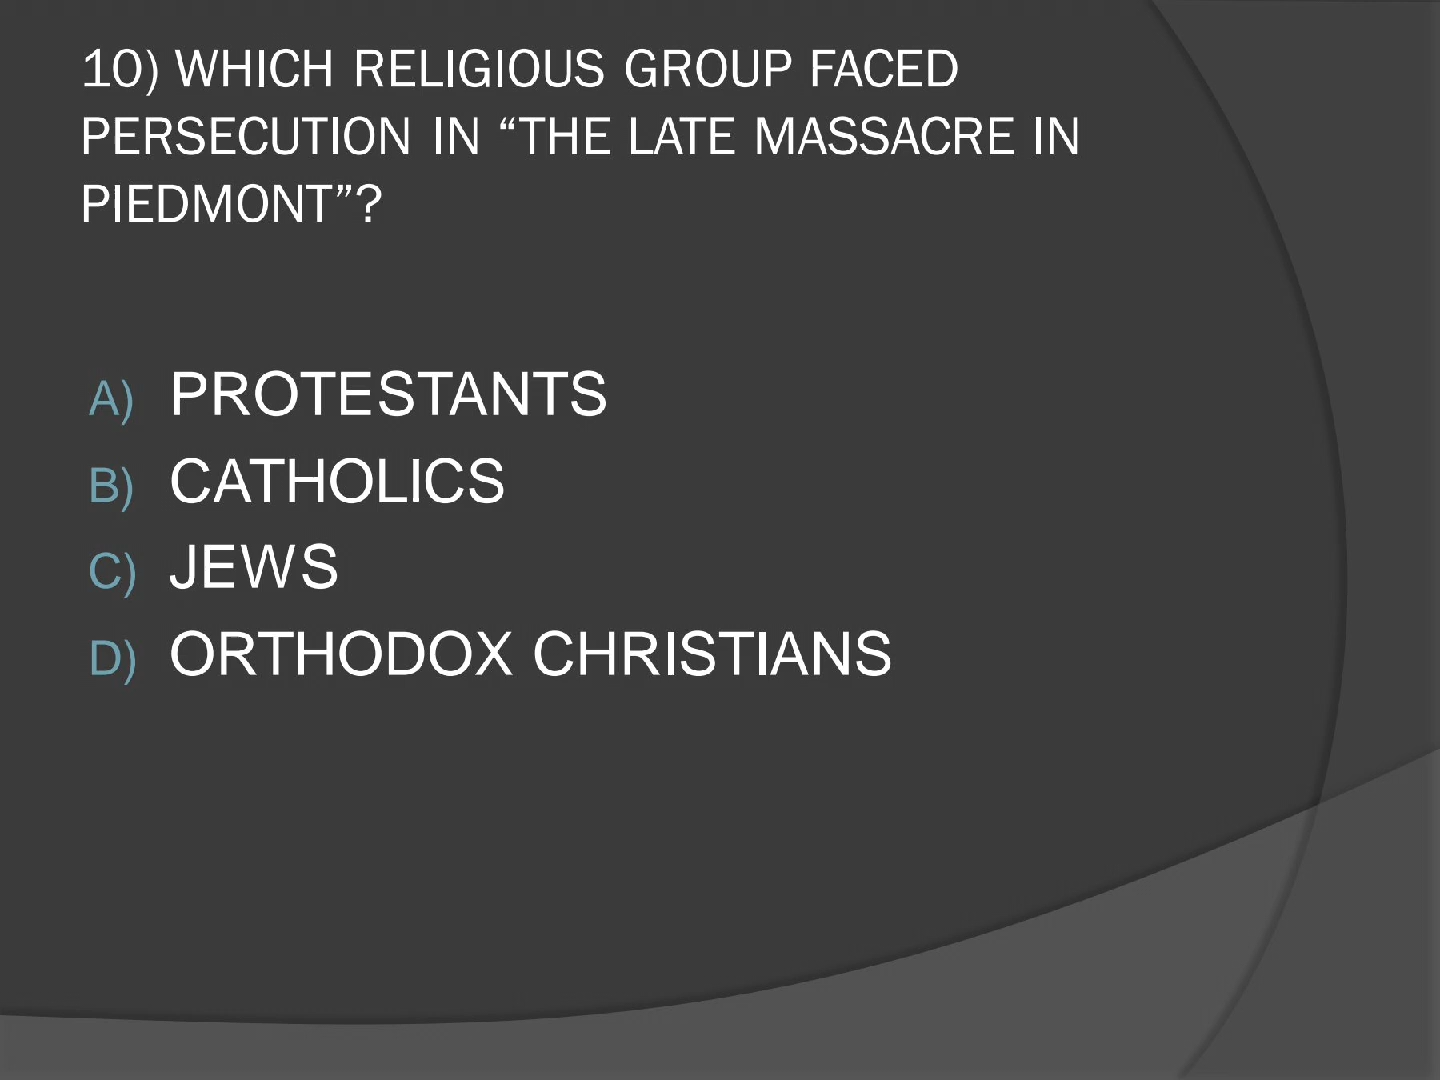 10) WHICH RELIGIOUS GROUP FACED
PERSECUTION IN “THE LATE MASSACRE IN
PIEDMONT”?
A) PROTESTANTS
B) CATHOLICS
C) JEWS
D) ORTHODOX CHRISTIANS